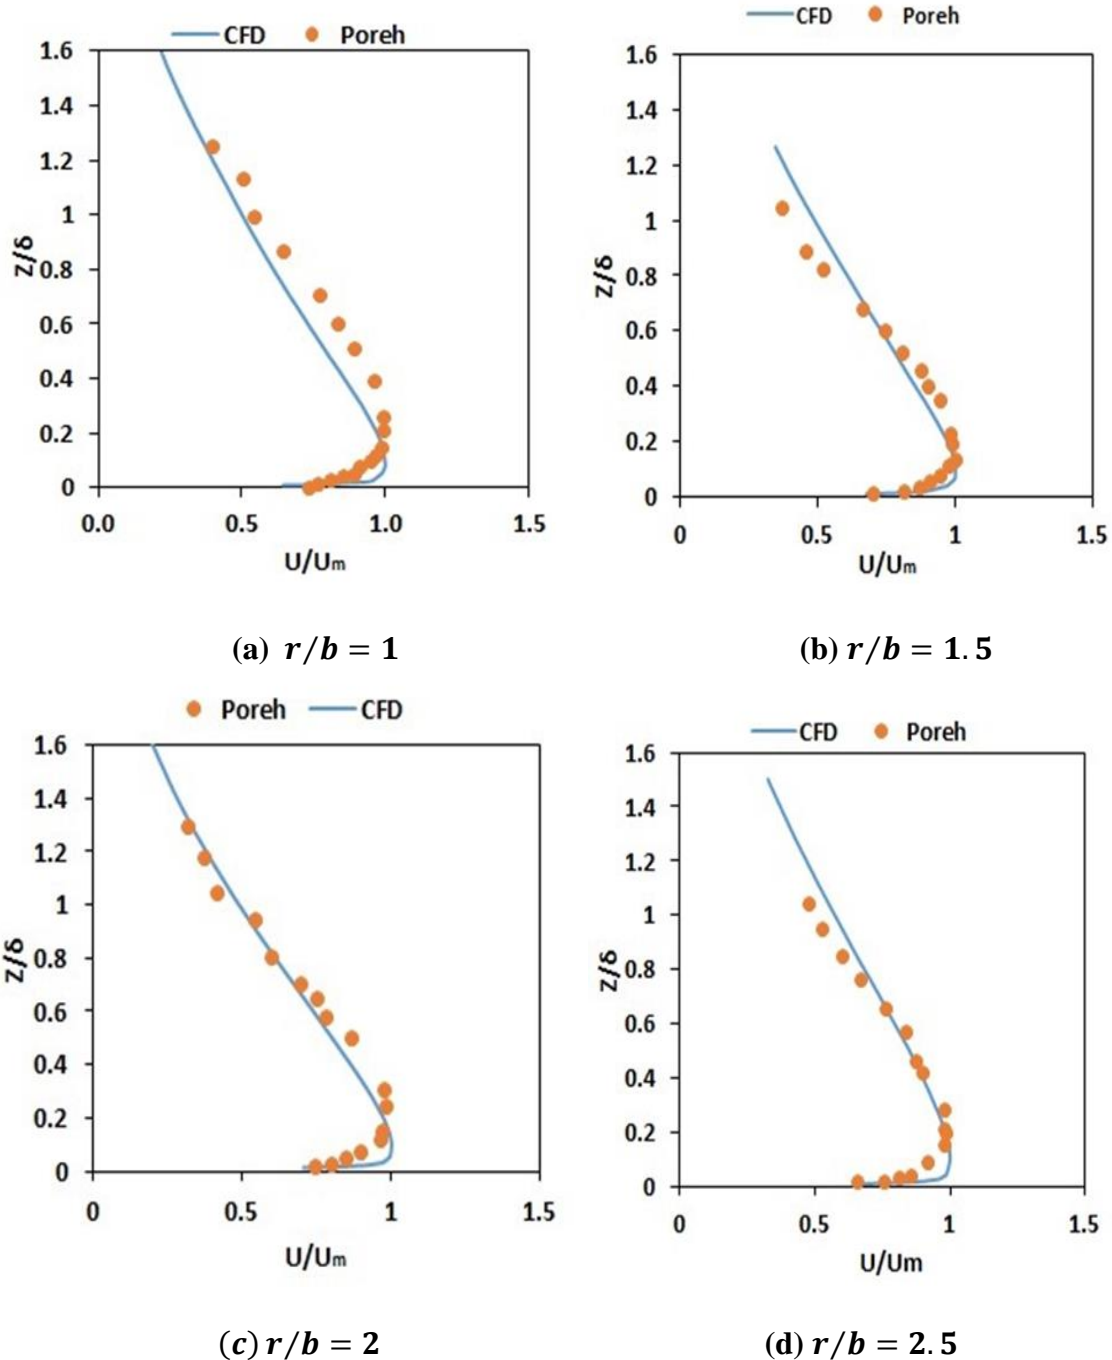 CFD Poreh
1.6
1.4
1.2
1
0.8
0.6
0.4
0.2
0
Z/δ
0.0 0.5 1.0 1.5
U/Um
(a) r/b = 1
CFD Poreh
1.6
1.4
1.2
1
0.8
0.6
0.4
0.2
0
Z/δ
0 0.5 1 1.5
U/Um
(b) r/b = 1.5
Poreh CFD
1.6
1.4
1.2
1
0.8
0.6
0.4
0.2
0
Z/δ
0 0.5 1 1.5
U/Um
(c) r/b = 2
CFD Poreh
1.6
1.4
1.2
1
0.8
0.6
0.4
0.2
0
Z/δ
0 0.5 1 1.5
U/Um
(d) r/b = 2.5